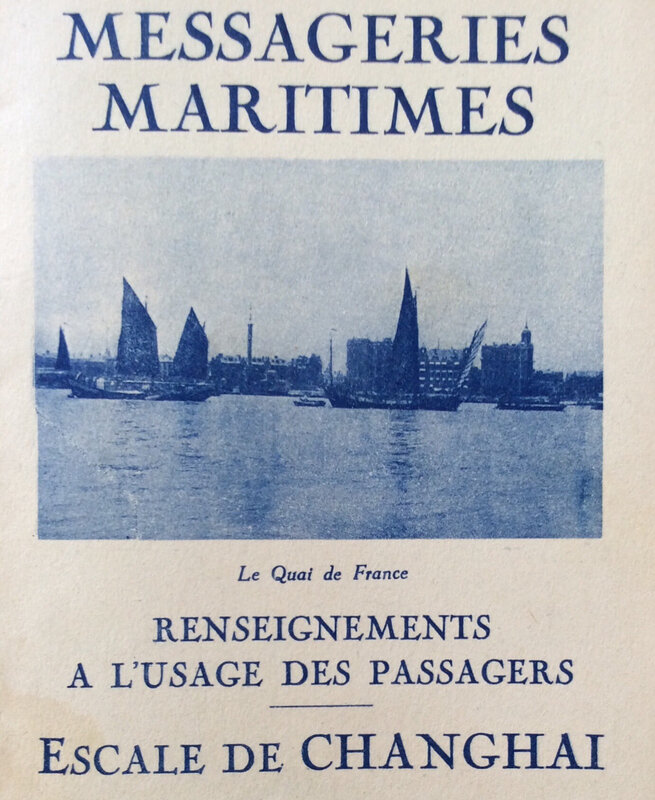 MESSAGERIES
MARITIMES
Le Quai de France
RENSEIGNEMENTS
A L'USAGE DES PASSAGERS
ESCALE DE CHANGHAI